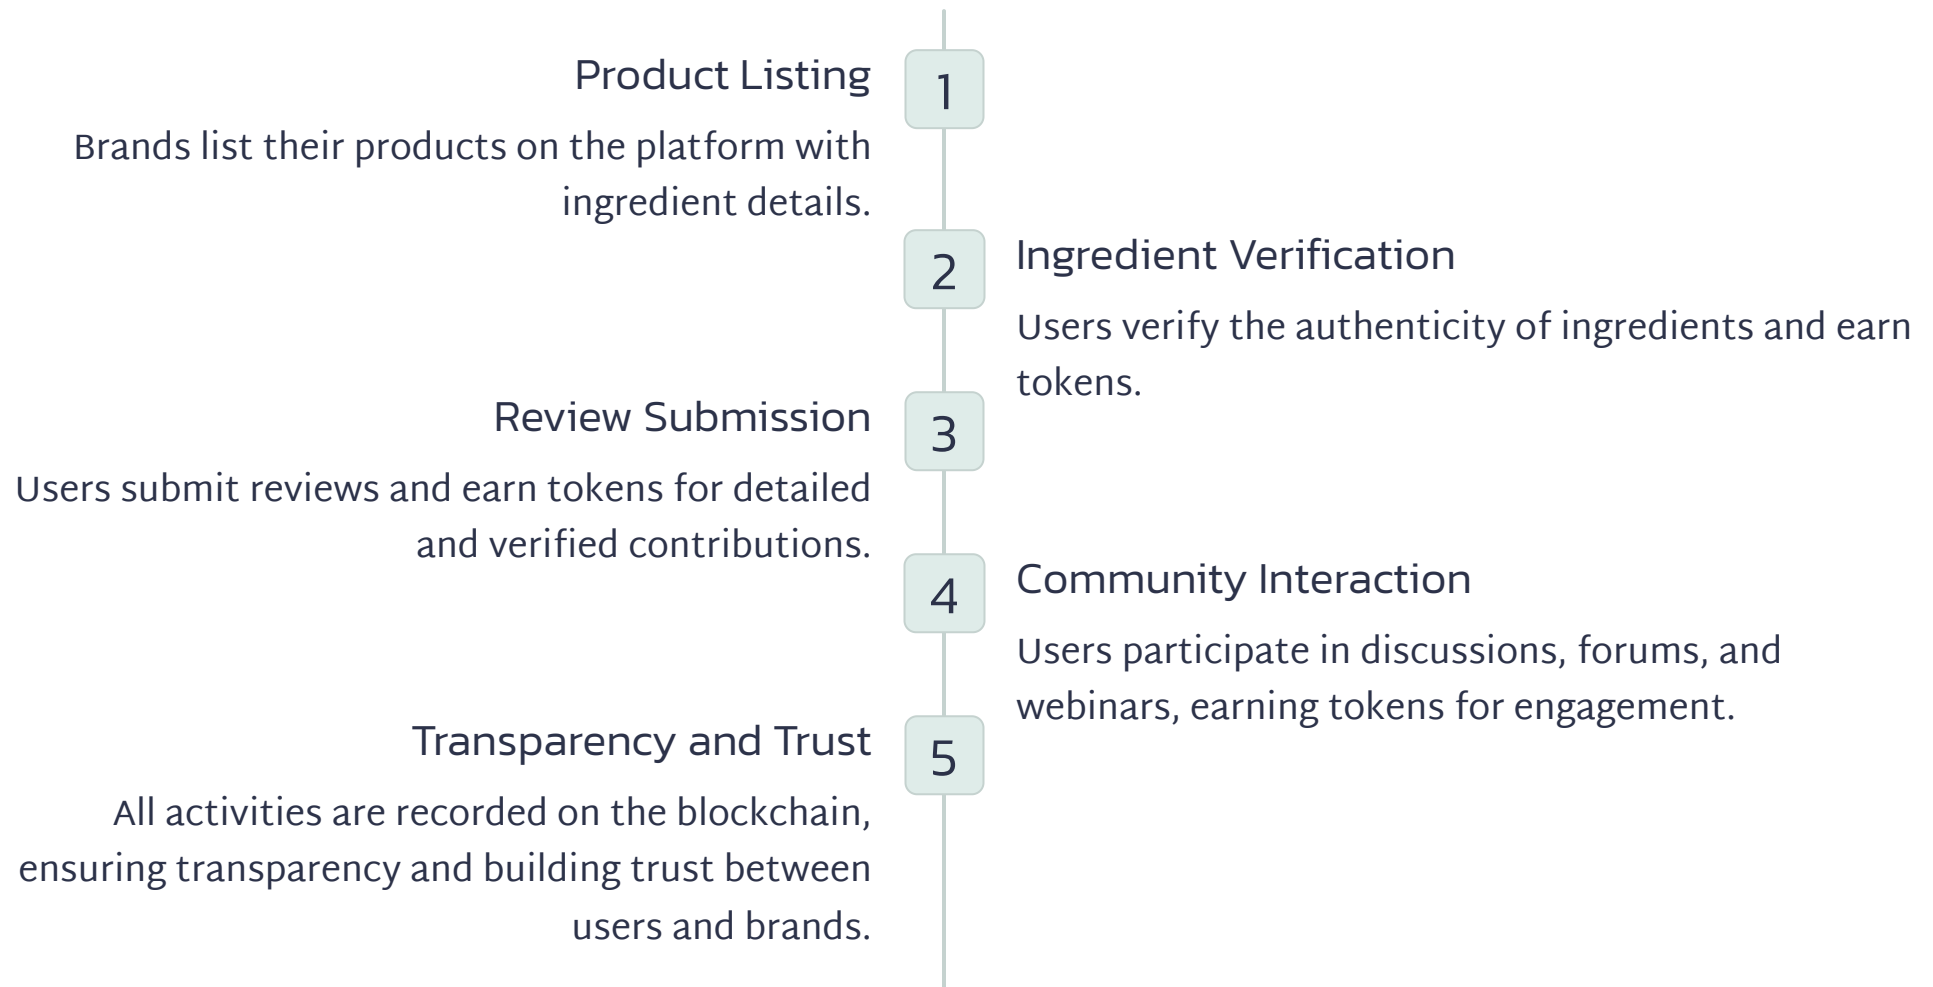 Product Listing
1
Brands list their products on the platform with
ingredient details.
2
Ingredient Verification
Users verify the authenticity of ingredients and earn
tokens.
Review Submission
3
Users submit reviews and earn tokens for detailed
and verified contributions.
4
Community Interaction
Users participate in discussions, forums, and
webinars, earning tokens for engagement.
Transparency and Trust
5
All activities are recorded on the blockchain,
ensuring transparency and building trust between
users and brands.